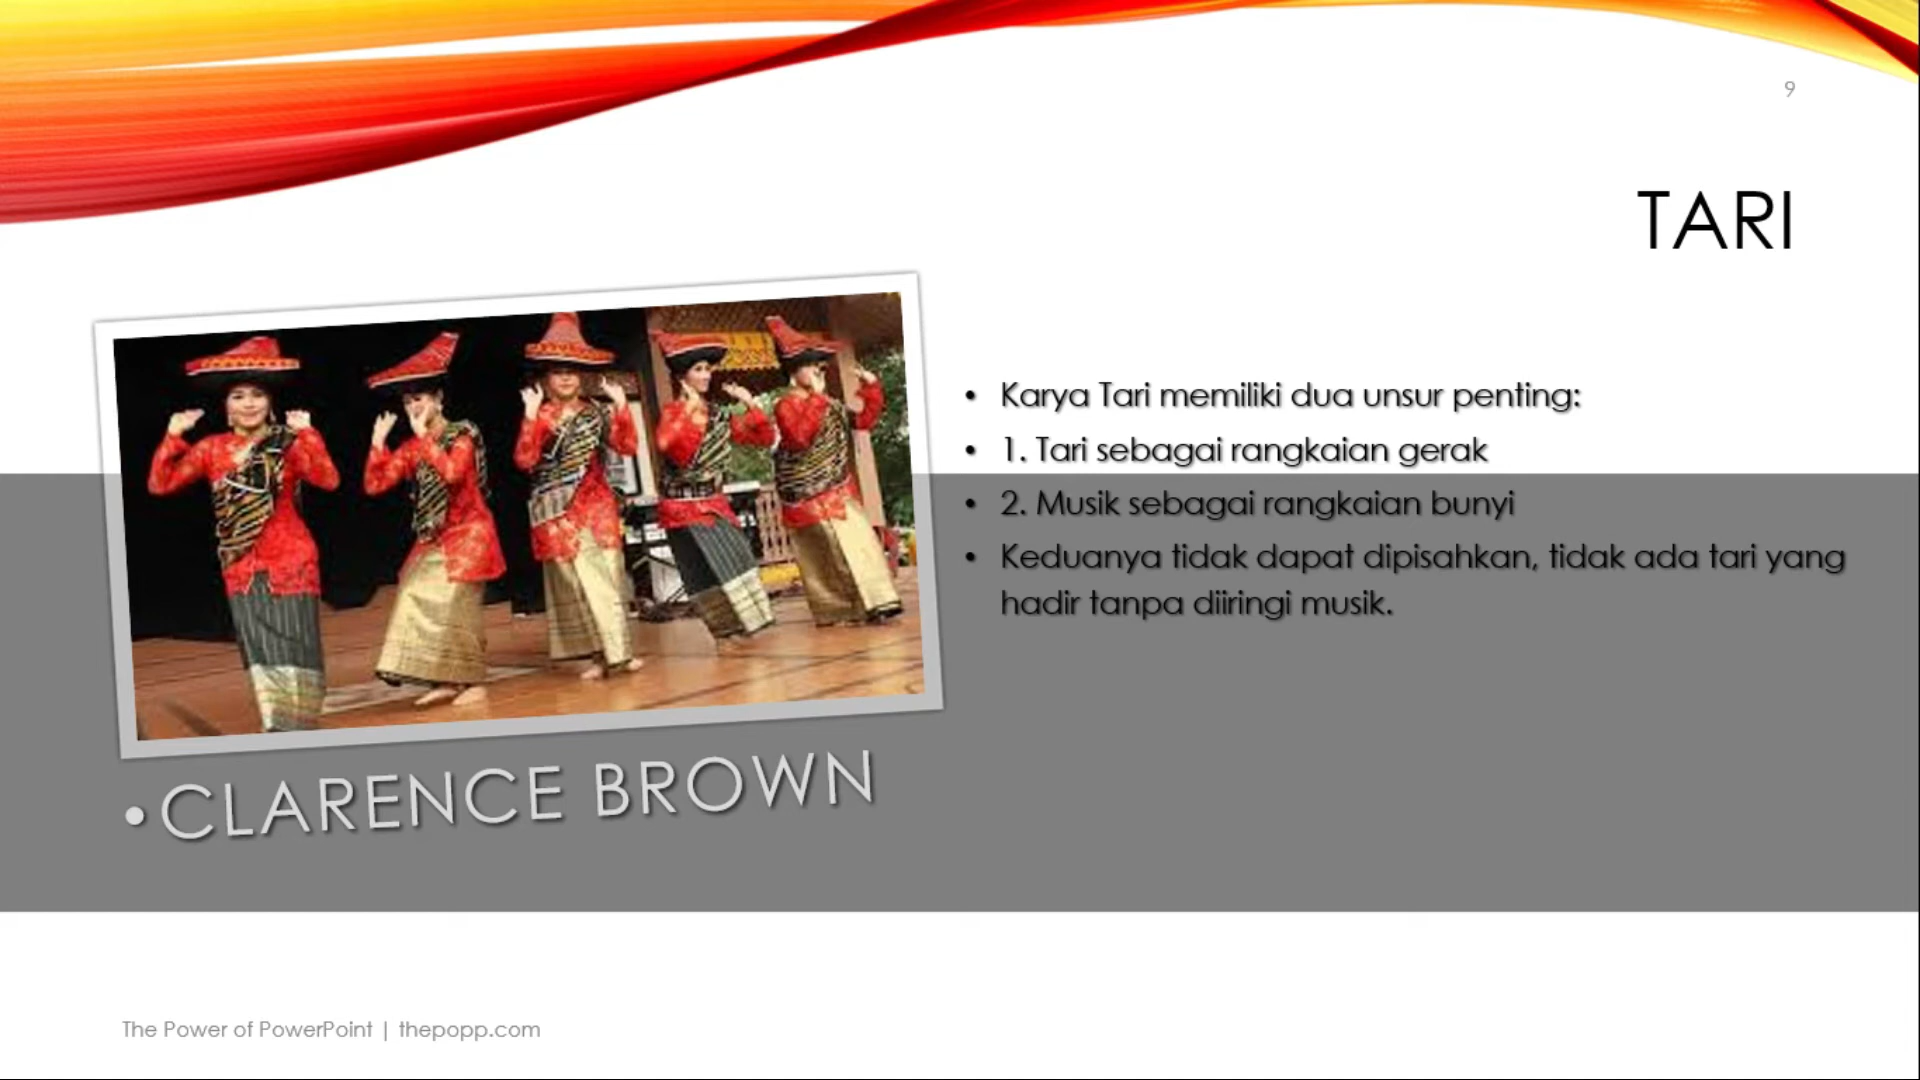 9
TARI
• Karya Tari memiliki dua unsur penting:
• 1. Tari sebagai rangkaian gerak
• 2. Musik sebagai rangkaian bunyi
• Keduanya tidak dapat dipisahkan, tidak ada tari yang
hadir tanpa diiringi musik.
• CLARENCE BROWN
The Power of PowerPoint | thepopp.com